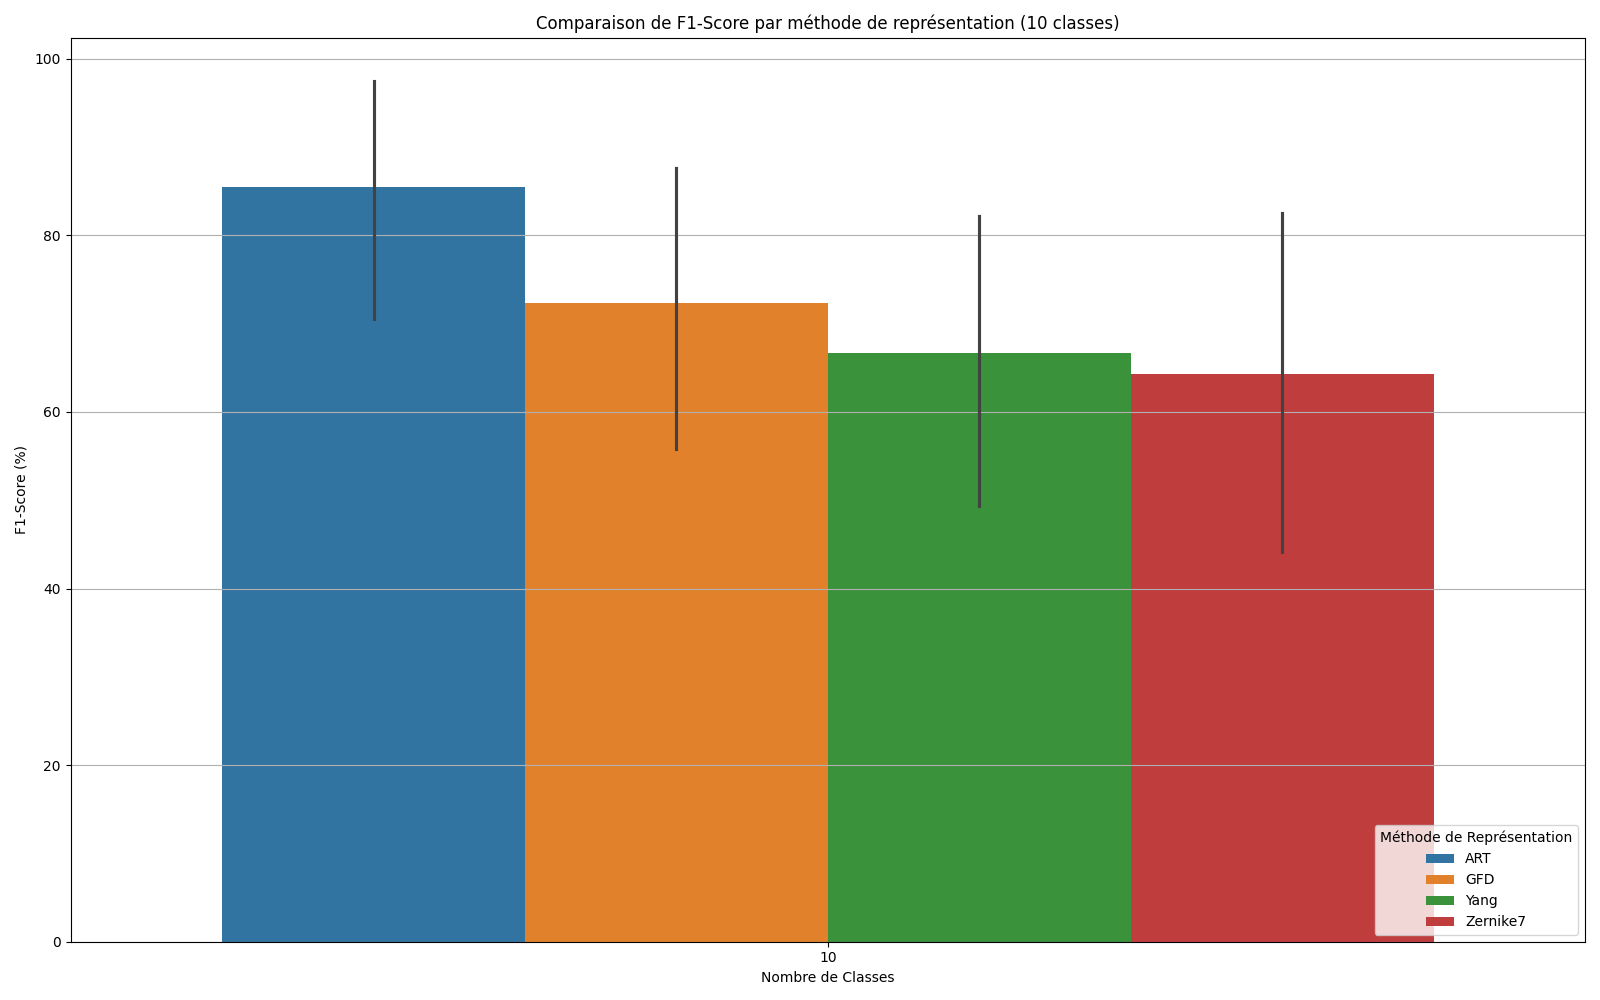 Comparaison de F1-Score par méthode de représentation (10 classes)
100
80
60
40
20
0
F1-Score (%)
10
Nombre de Classes
Méthode de Représentation
ART
GFD
Yang
Zernike7